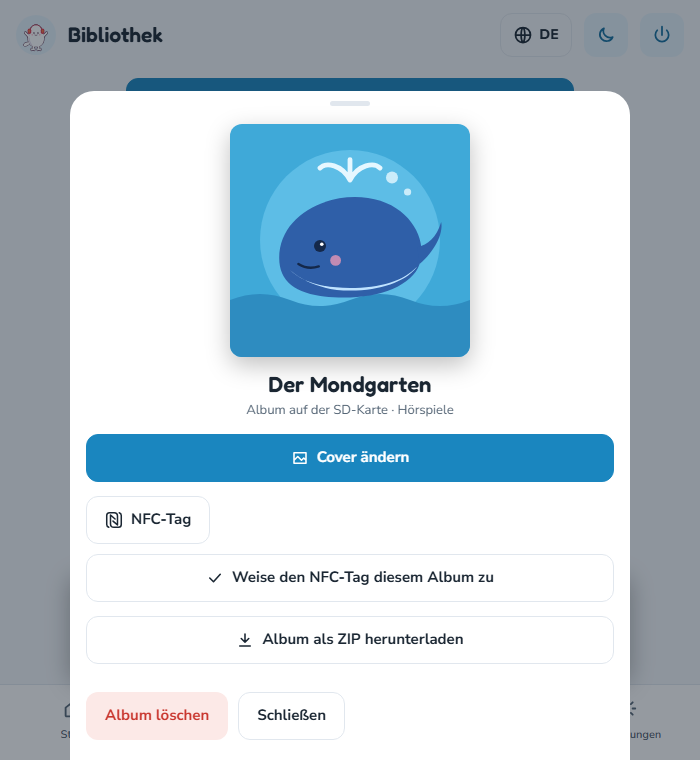 Bibliothek
DE
Der Mondgarten
Album auf der SD-Karte · Hörspiele
Cover ändern
NFC-Tag
Weise den NFC-Tag diesem Album zu
Album als ZIP herunterladen
Album löschen
Schließen